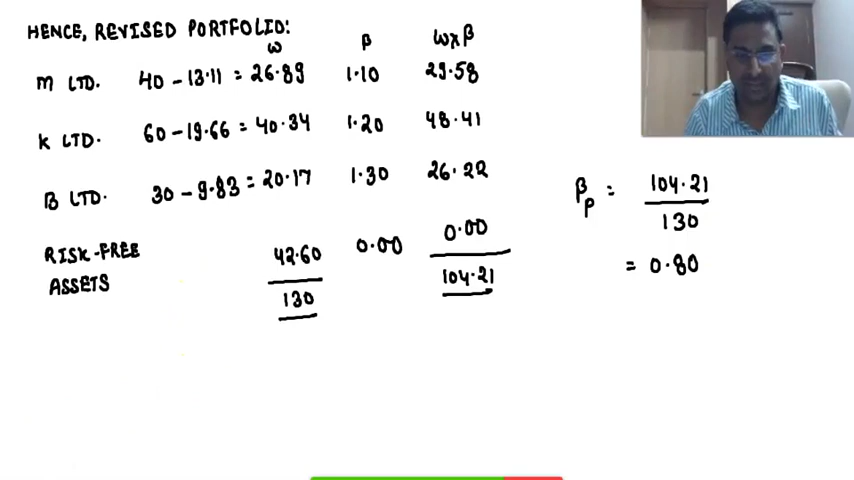 HENCE, REVISED PORTFOLIO:
W β W×β
M LTD. 40 - 13.11 = 26.89 1.10 29.58
K LTD. 60 - 19.66 = 40.34 1.20 48.41
B LTD. 30 - 9.83 = 20.17 1.30 26.22
RISK-FREE ASSETS 42.60 0.00 0.00
130 104.21
βp = 104.21 / 130
= 0.80